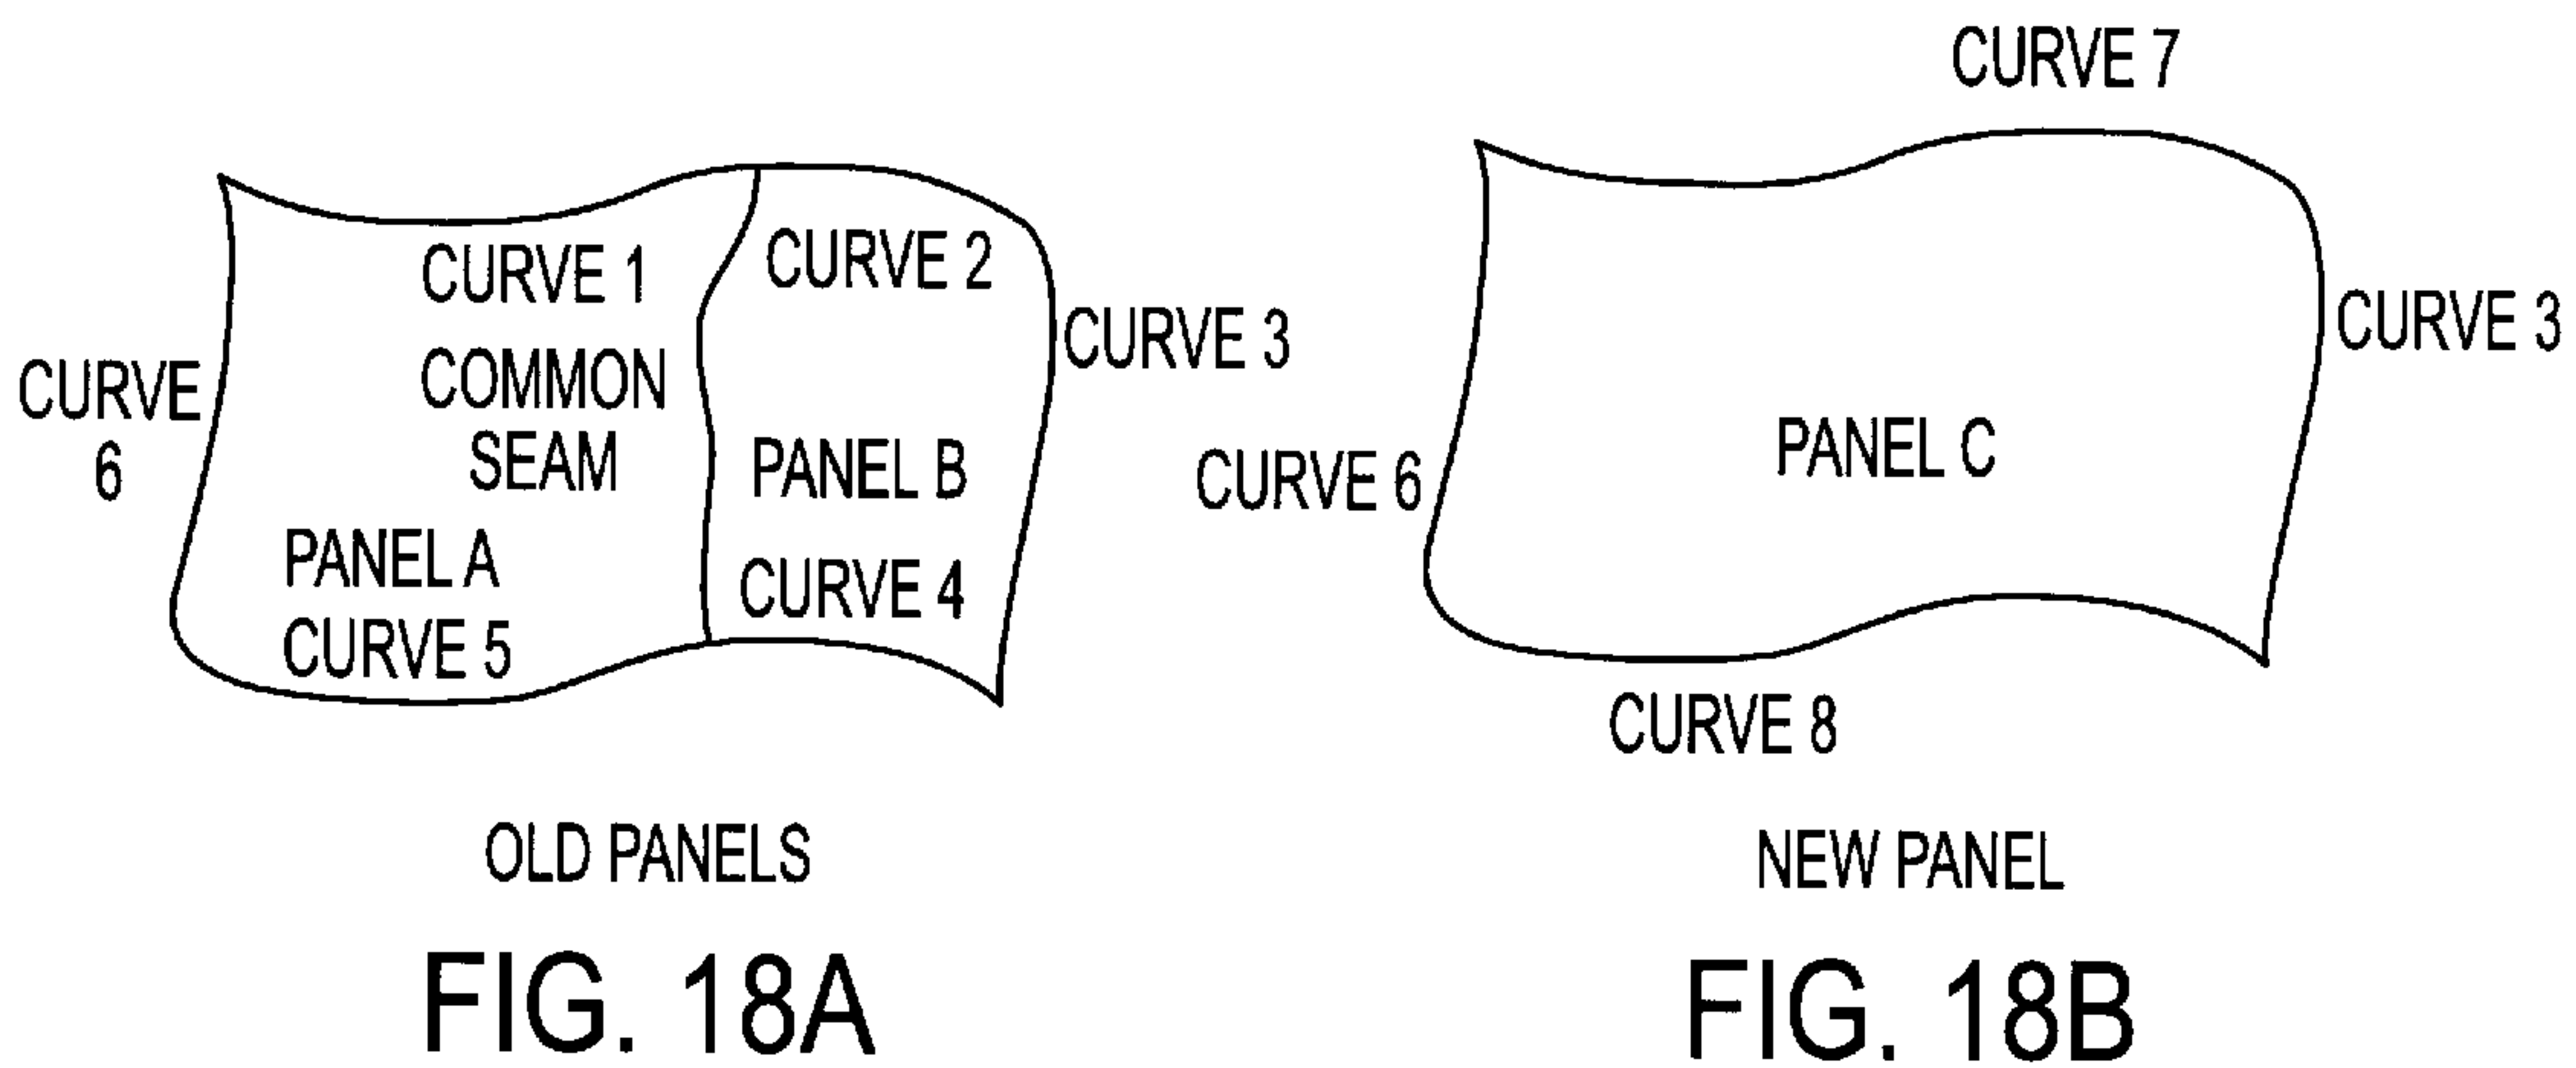 CURVE 1
COMMON
SEAM
CURVE 2
CURVE 3
CURVE
6
PANEL B
PANEL A
CURVE 4
CURVE 5
OLD PANELS
FIG. 18A
CURVE 7
CURVE 3
PANEL C
CURVE 6
CURVE 8
NEW PANEL
FIG. 18B